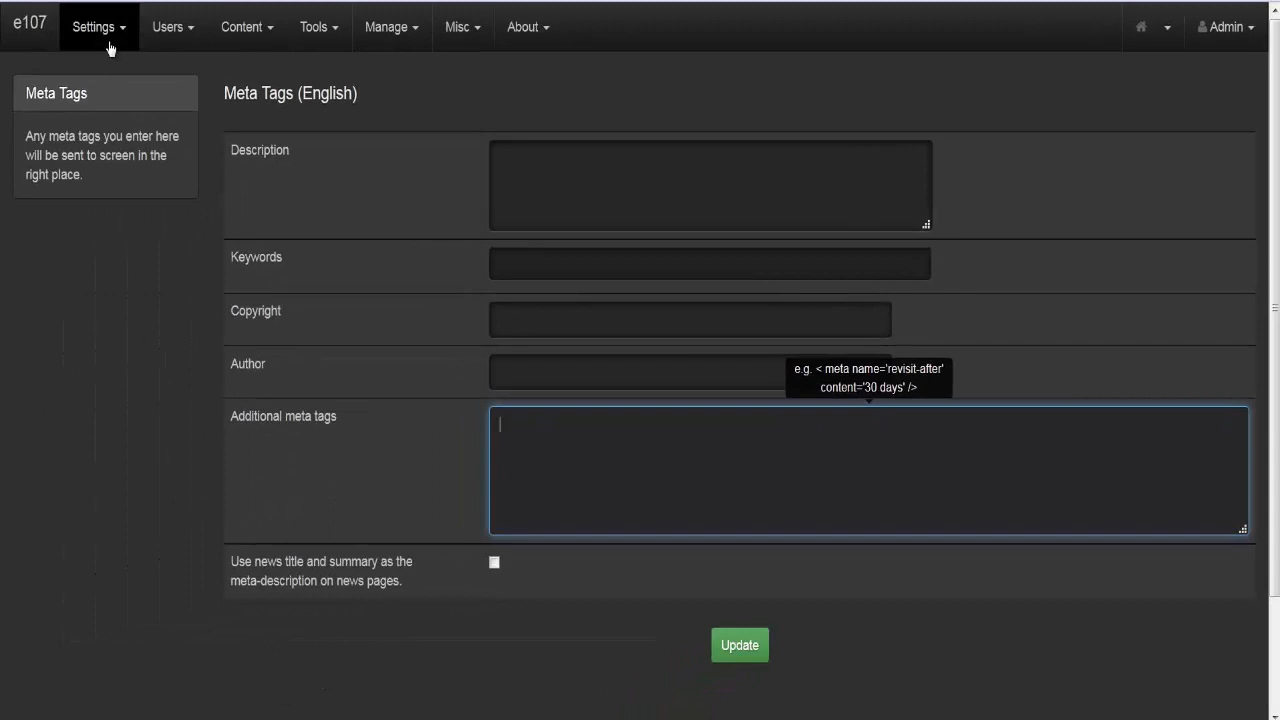 e107 Settings Users Content Tools Manage Misc About Admin
Meta Tags
Any meta tags you enter here
will be sent to screen in the
right place.
Meta Tags (English)
Description
Keywords
Copyright
Author
e.g. < meta name='revisit-after'
content='30 days' />
Additional meta tags
Use news title and summary as the
meta-description on news pages.
Update